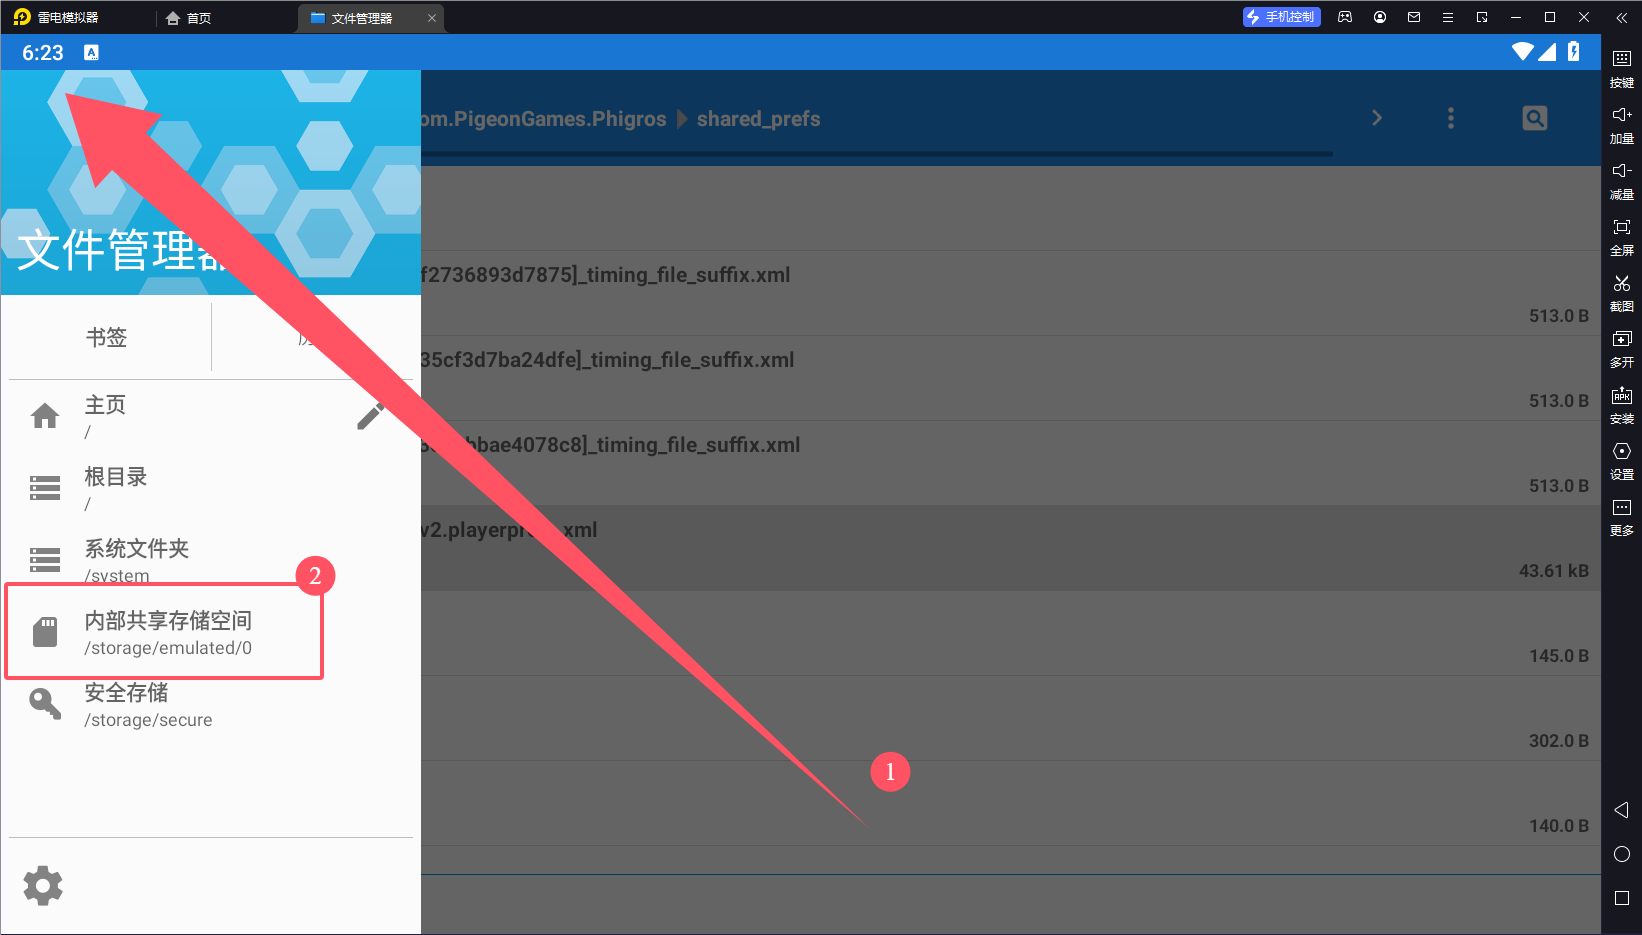 雷电模拟器
首页
文件管理器
手机控制
6:23
A
om.PigeonGames.Phigros
shared_prefs
文件管理器
书签
主页
/
根目录
/
系统文件夹
/system
2
内部共享存储空间
/storage/emulated/0
安全存储
/storage/secure
f2736893d7875]_timing_file_suffix.xml
513.0 B
35cf3d7ba24dfe]_timing_file_suffix.xml
513.0 B
bbae4078c8]_timing_file_suffix.xml
513.0 B
v2.playerpr xml
43.61 kB
145.0 B
302.0 B
1
140.0 B
按键
加量
减量
全屏
截图
多开
APK
安装
设置
更多